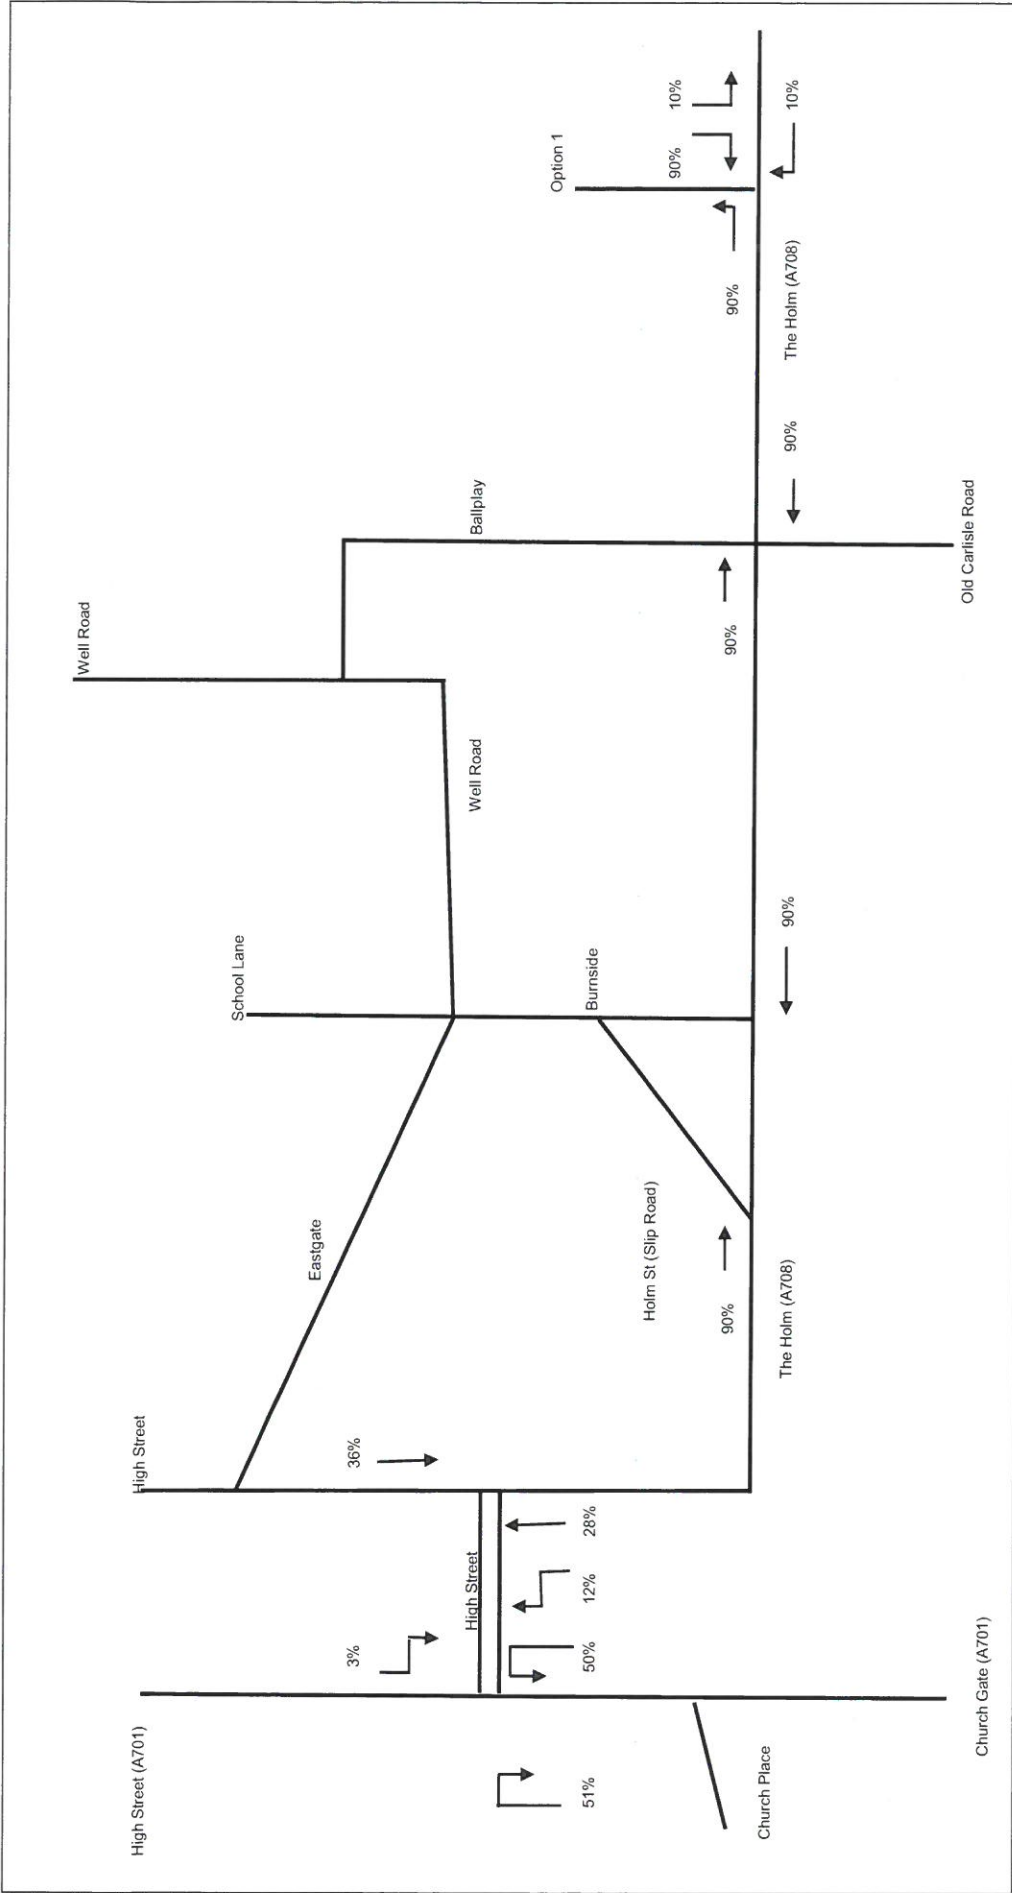 High Street (A701)
High Street
School Lane
Well Road
3%
36%
Eastgate
High Street
Well Road
Ballplay
Option 1
51%
50%
12%
28%
Burnside
Holm St (Slip Road)
90%
10%
Church Place
90%
90%
90%
The Holm (A708)
90%
90%
The Holm (A708)
10%
Church Gate (A701)
Old Carlisle Road